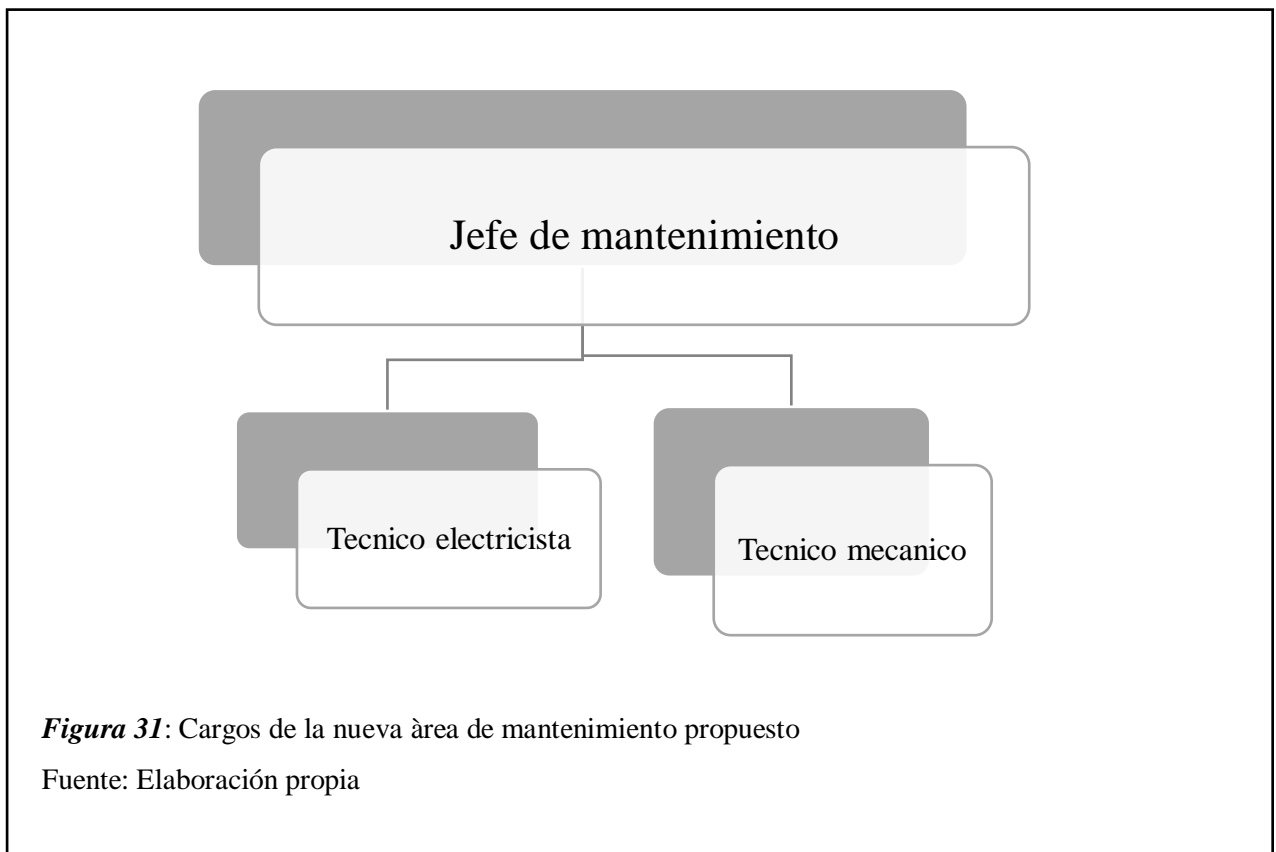 Jefe de mantenimiento
Tecnico electricista
Tecnico mecanico
Figura 31: Cargos de la nueva àrea de mantenimiento propuesto
Fuente: Elaboración propia